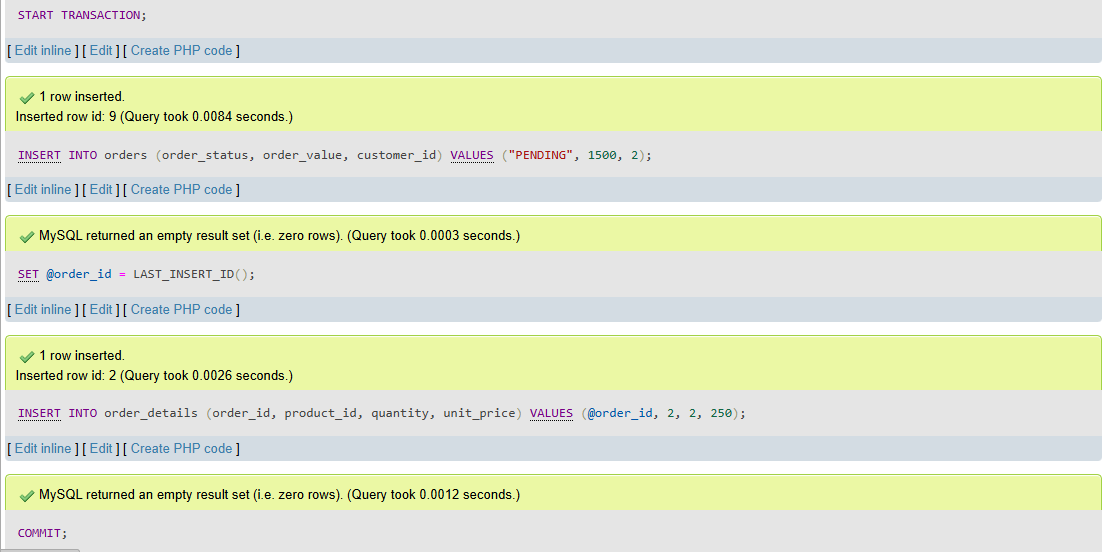 START TRANSACTION;
[ Edit inline ] [ Edit ] [ Create PHP code ]
1 row inserted.
Inserted row id: 9 (Query took 0.0084 seconds.)
INSERT INTO orders (order_status, order_value, customer_id) VALUES ("PENDING", 1500, 2);
[ Edit inline ] [ Edit ] [ Create PHP code ]
MySQL returned an empty result set (i.e. zero rows). (Query took 0.0003 seconds.)
SET @order_id = LAST_INSERT_ID();
[ Edit inline ] [ Edit ] [ Create PHP code ]
1 row inserted.
Inserted row id: 2 (Query took 0.0026 seconds.)
INSERT INTO order_details (order_id, product_id, quantity, unit_price) VALUES (@order_id, 2, 2, 250);
[ Edit inline ] [ Edit ] [ Create PHP code ]
MySQL returned an empty result set (i.e. zero rows). (Query took 0.0012 seconds.)
COMMIT;